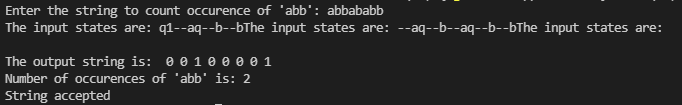 Enter the string to count occurence of 'abb': abbababb
The input states are: q1--aq--b--bThe input states are: --aq--b--aq--b--bThe input states are:
The output string is:  0 0 1 0 0 0 0 1
Number of occurences of 'abb' is: 2
String accepted